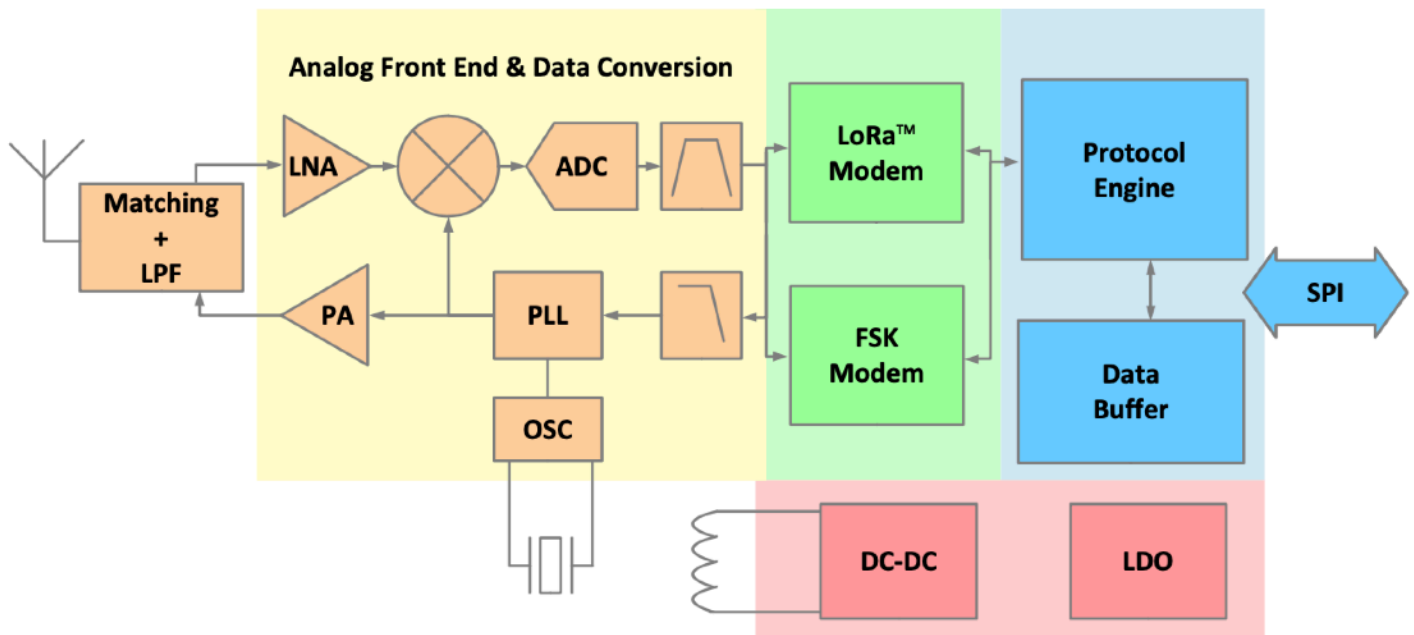 Analog Front End & Data Conversion
LNA
ADC
LoRa™
Modem
Protocol
Engine
Matching
+
LPF
PA
PLL
FSK
Modem
SPI
Data
Buffer
OSC
DC-DC
LDO